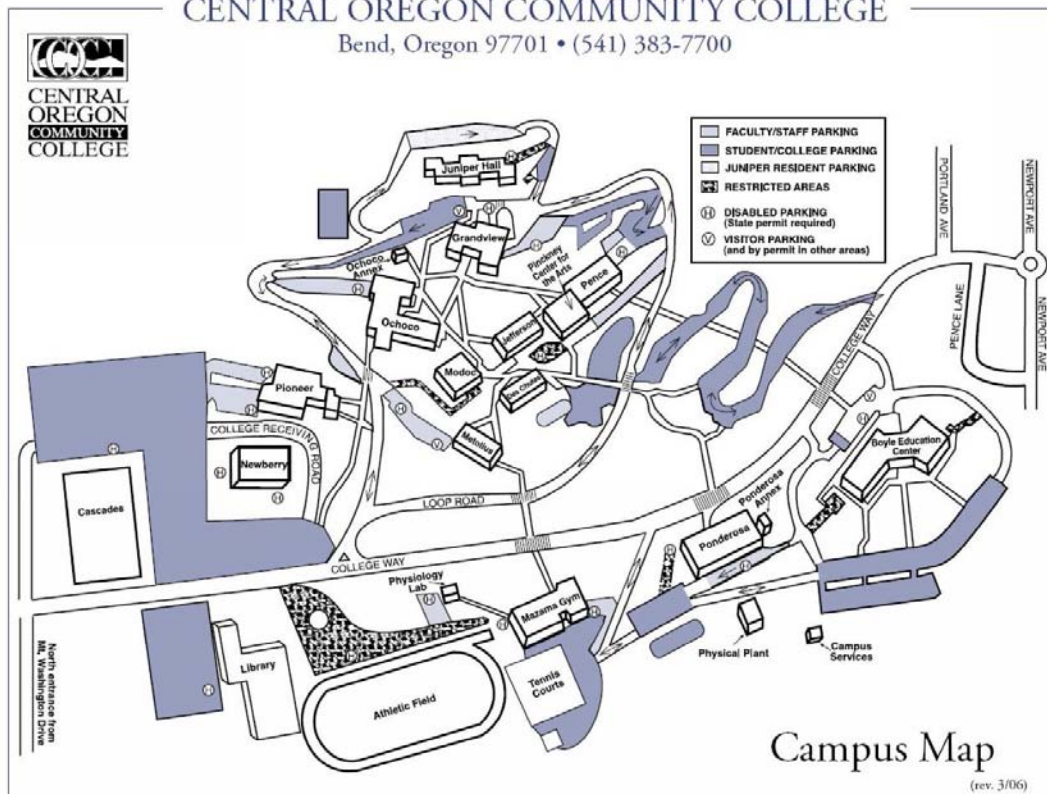 CENTRAL OREGON COMMUNITY COLLEGE
Bend, Oregon 97701 • (541) 383-7700
CENTRAL
OREGON
COMMUNITY
COLLEGE
FACULTY/STAFF PARKING
STUDENT/COLLEGE PARKING
JUNIPER RESIDENT PARKING
RESTRICTED AREAS
H DISABLED PARKING
(State permit required)
V VISITOR PARKING
(and by permit in other areas)
PORTLAND AVE
NEWPORT AVE
NEWPORT AVE
PENCE LANE
COLLEGE WAY
Juniper Hall
Grandview
Ochoco
Annex
Pinckney
Center for
the Arts
Pence
Ochoco
Jefferson
Modoc
Des Chutes
Pioneer
Metolius
COLLEGE RECEIVING
ROAD
Newberry
Cascades
LOOP ROAD
Boyle Education
Center
Ponderosa
Annex
Ponderosa
COLLEGE WAY
Physiology
Lab
Mazama Gym
Physical Plant
Campus
Services
Library
Tennis
Courts
Athletic Field
North entrance from
Mt. Washington Drive
Campus Map
(rev. 3/06)